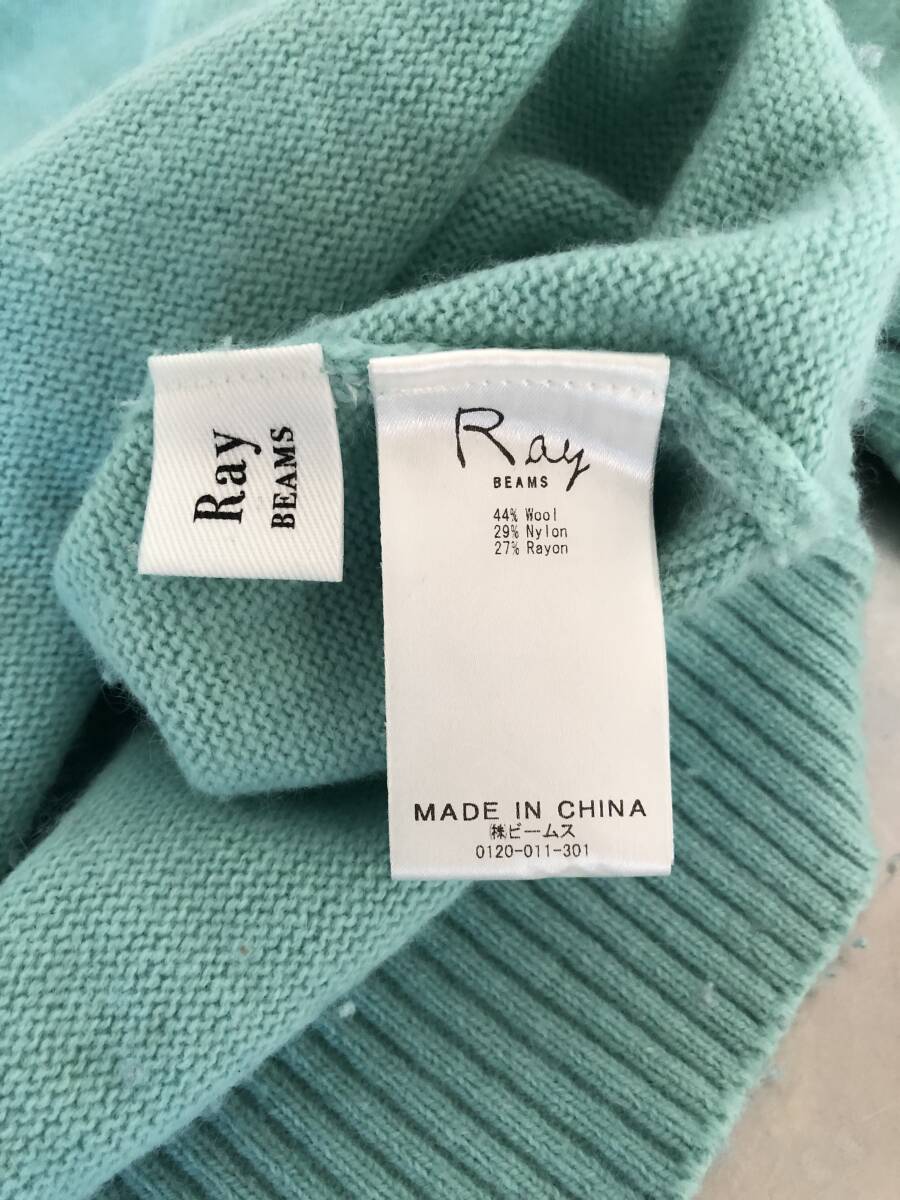 Ray
BEAMS
Ray
BEAMS
44% Wool
29% Nylon
27% Rayon
MADE IN CHINA
㈱ビームス
0120-011-301